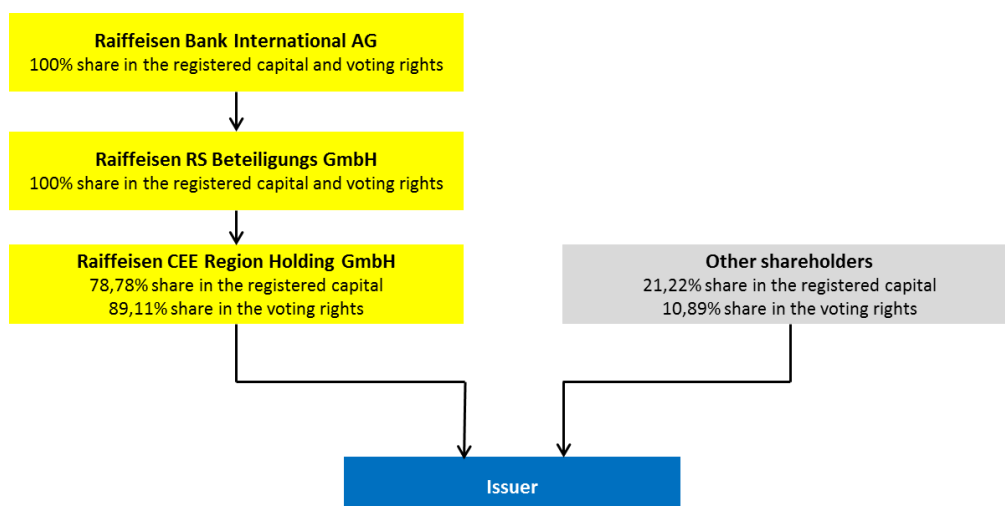 Raiffeisen Bank International AG
100% share in the registered capital and voting rights
Raiffeisen RS Beteiligungs GmbH
100% share in the registered capital and voting rights
Raiffeisen CEE Region Holding GmbH
78,78% share in the registered capital
89,11% share in the voting rights
Other shareholders
21,22% share in the registered capital
10,89% share in the voting rights
Issuer